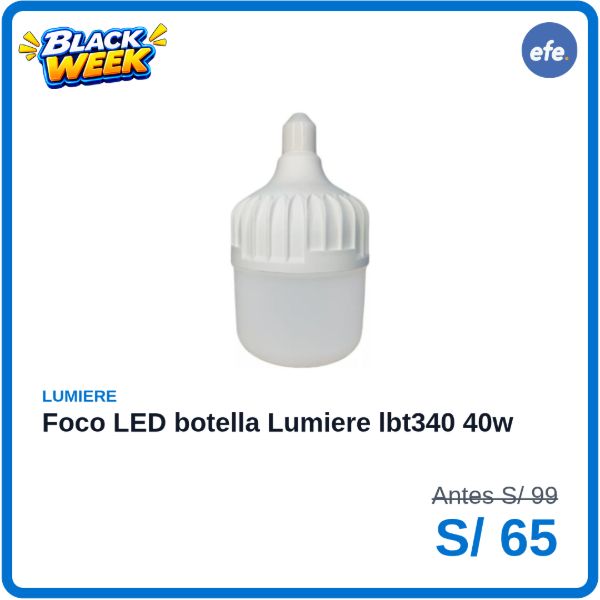 BLACK
WEEK
efe.
LUMIERE
Foco LED botella Lumiere lbt340 40w
Antes S/ 99
S/ 65